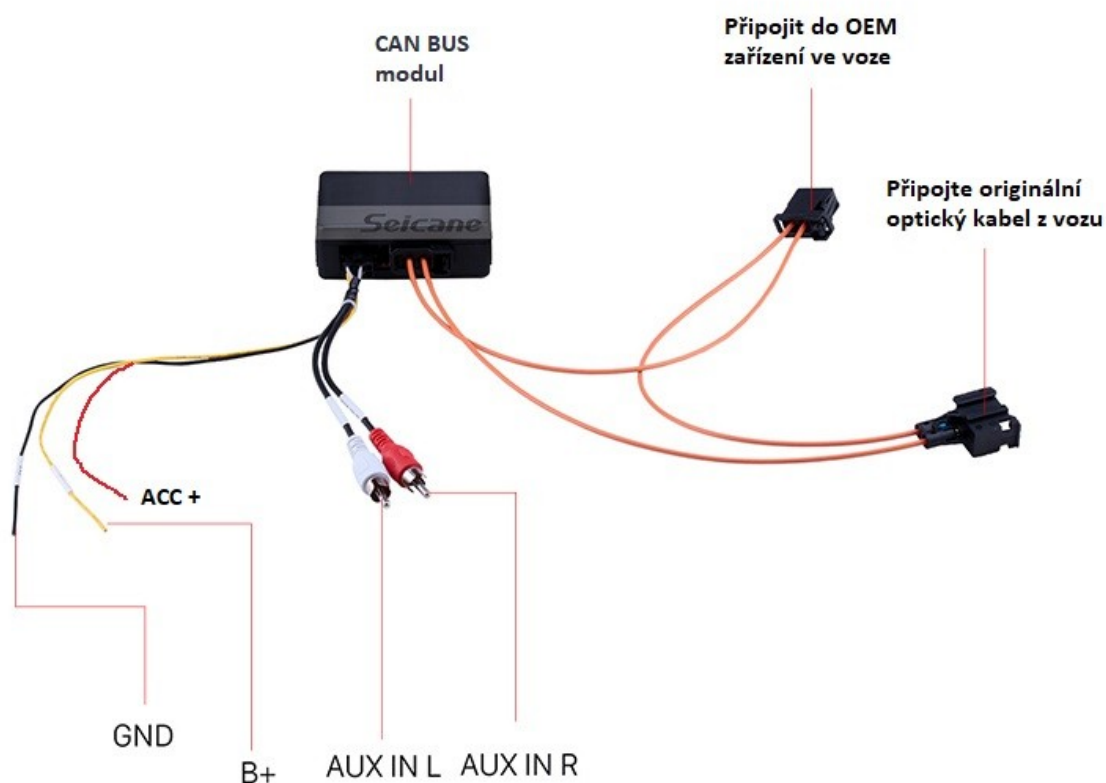 Připojit do OEM
zařízení ve voze
CAN BUS
modul
Připojte originální
optický kabel z vozu
Seicane
ACC +
GND
B+
AUX IN L
AUX IN R